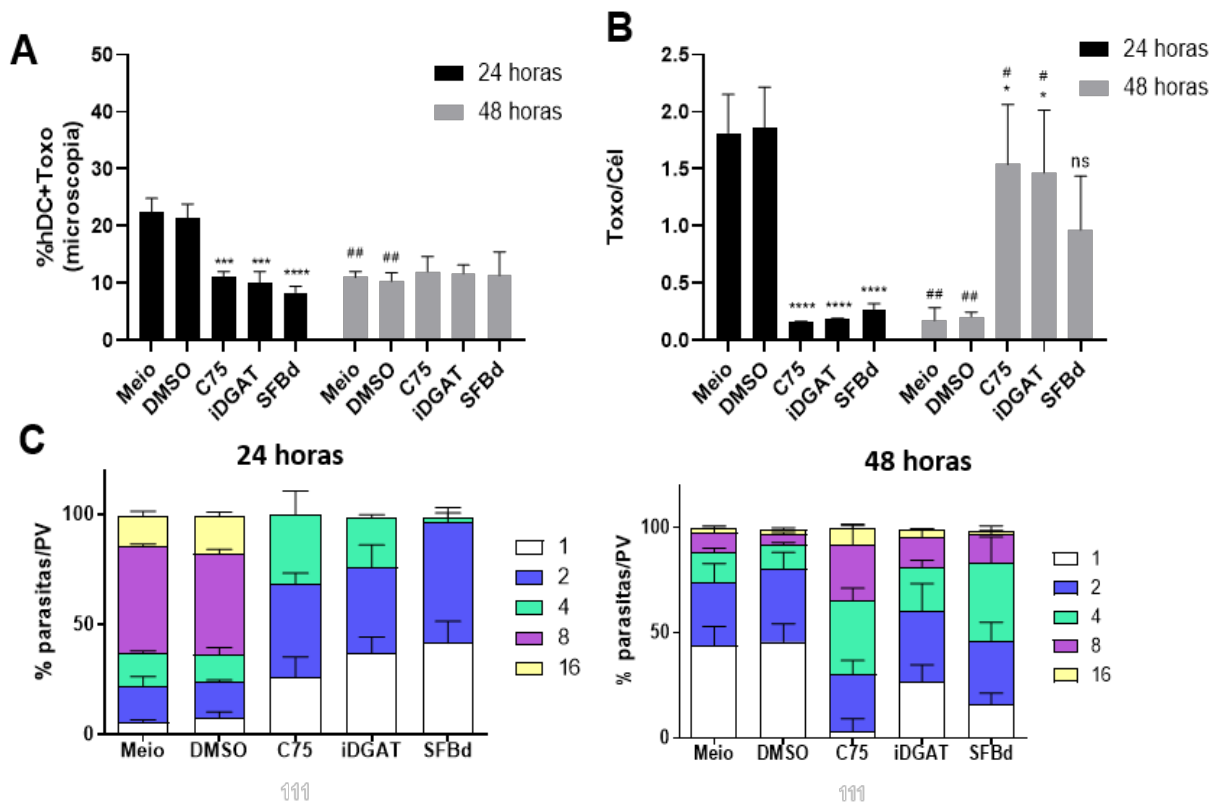 A
%hDC+Toxo
(microscopia)
50
40
30
20
10
0
24 horas
48 horas
***
***
****
##
##
Meio
DMSO
C75
iDGAT
SFBd
Meio
DMSO
C75
iDGAT
SFBd
B
Toxo/Cél
2.5
2.0
1.5
1.0
0.5
0.0
24 horas
48 horas
****
****
****
##
##
#
*
#
*
ns
Meio
DMSO
C75
iDGAT
SFBd
Meio
DMSO
C75
iDGAT
SFBd
C
24 horas
% parasitas/PV
100
50
0
Meio
DMSO
C75
iDGAT
SFBd
1
2
4
8
16
111
48 horas
% parasitas/PV
100
50
0
Meio
DMSO
C75
iDGAT
SFBd
1
2
4
8
16
111